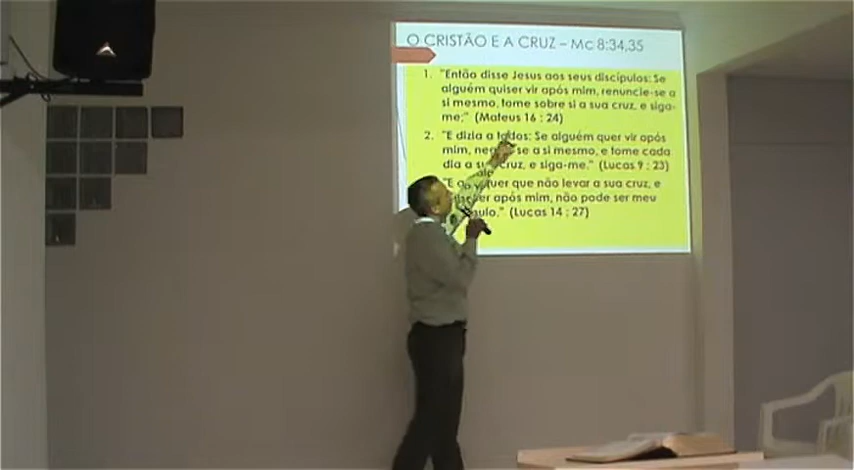 O CRISTÃO E A CRUZ – Mc 8:34,35
1. "Então disse Jesus aos seus discípulos: Se
alguém quiser vir após mim, renuncie-se a
si mesmo, tome sobre si a sua cruz, e siga-
me;" (Mateus 16 : 24)
2. "E dizia a todos: Se alguém quer vir após
mim, se a si mesmo, e tome cada
dia a cruz, e siga-me." (Lucas 9 : 23)
"E quer que não levar a sua cruz, e
após mim, não pode ser meu
(Lucas 14 : 27)